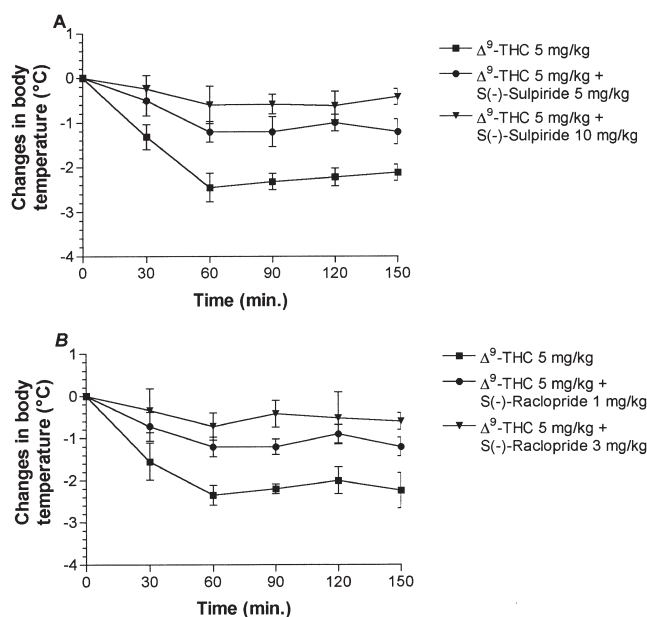 A
Δ⁹-THC 5 mg/kg
Δ⁹-THC 5 mg/kg +
S(-)-Sulpiride 5 mg/kg
Δ⁹-THC 5 mg/kg +
S(-)-Sulpiride 10 mg/kg
Changes in body
temperature (°C)
1
0
-1
-2
-3
-4
0 30 60 90 120 150
Time (min.)
B
Δ⁹-THC 5 mg/kg
Δ⁹-THC 5 mg/kg +
S(-)-Raclopride 1 mg/kg
Δ⁹-THC 5 mg/kg +
S(-)-Raclopride 3 mg/kg
Changes in body
temperature (°C)
1
0
-1
-2
-3
-4
0 30 60 90 120 150
Time (min.)